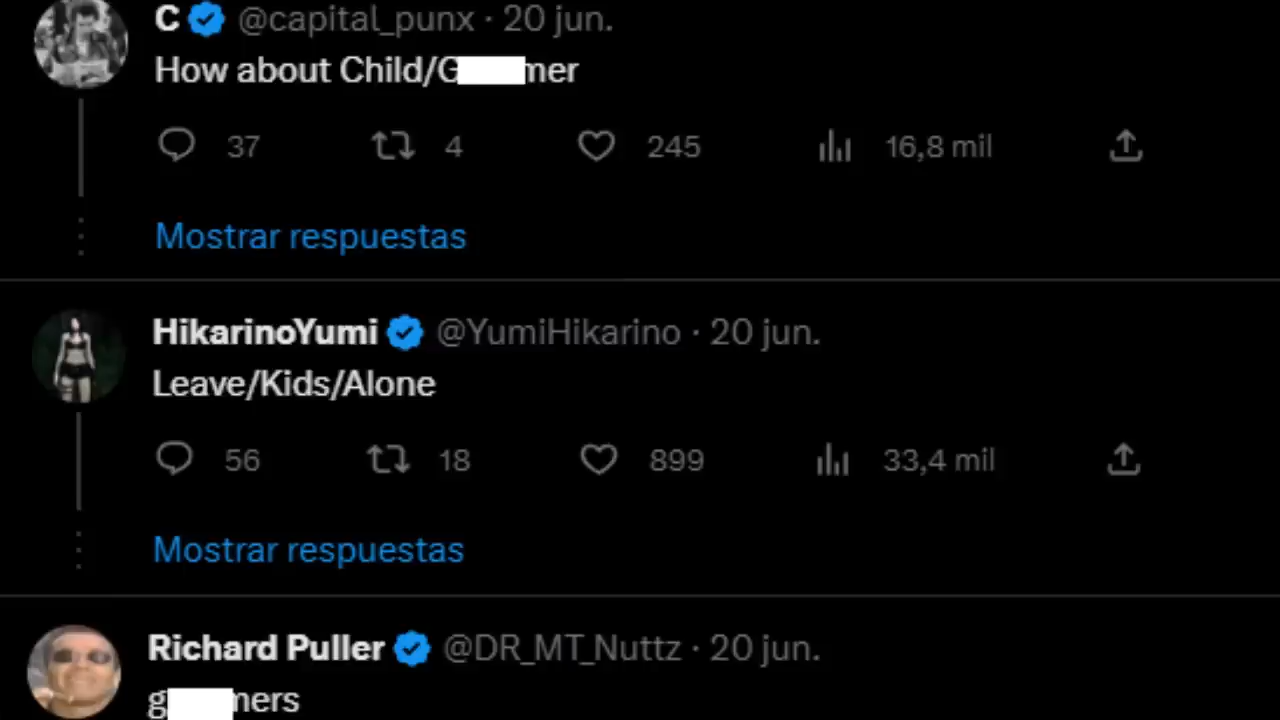 C @capital_punx · 20 jun.
How about Child/G mer
37 4 245 16,8 mil
Mostrar respuestas
HikarinoYumi @YumiHikarino · 20 jun.
Leave/Kids/Alone
56 18 899 33,4 mil
Mostrar respuestas
Richard Puller @DR_MT_Nuttz · 20 jun.
g mers